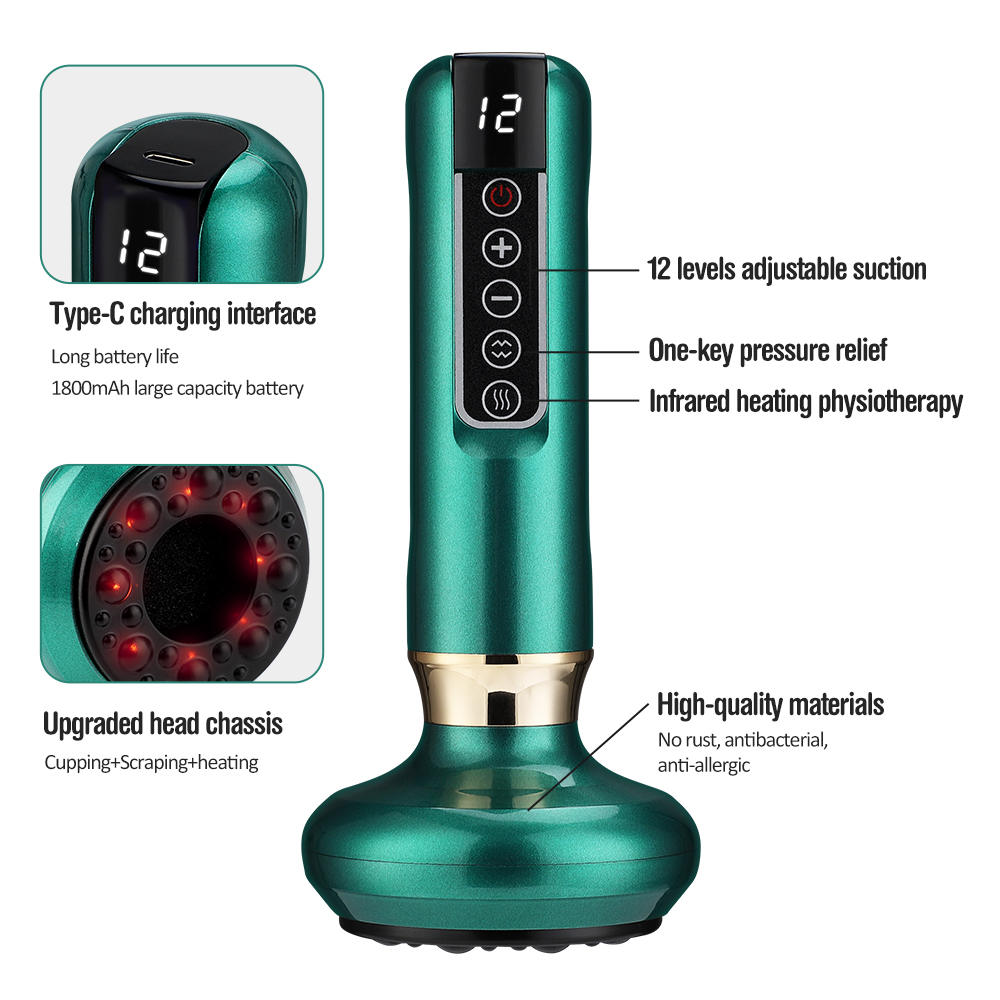 12
12
Type-C charging interface
Long battery life
1800mAh large capacity battery
12 levels adjustable suction
One-key pressure relief
Infrared heating physiotherapy
Upgraded head chassis
Cupping+Scraping+heating
High-quality materials
No rust, antibacterial,
anti-allergic